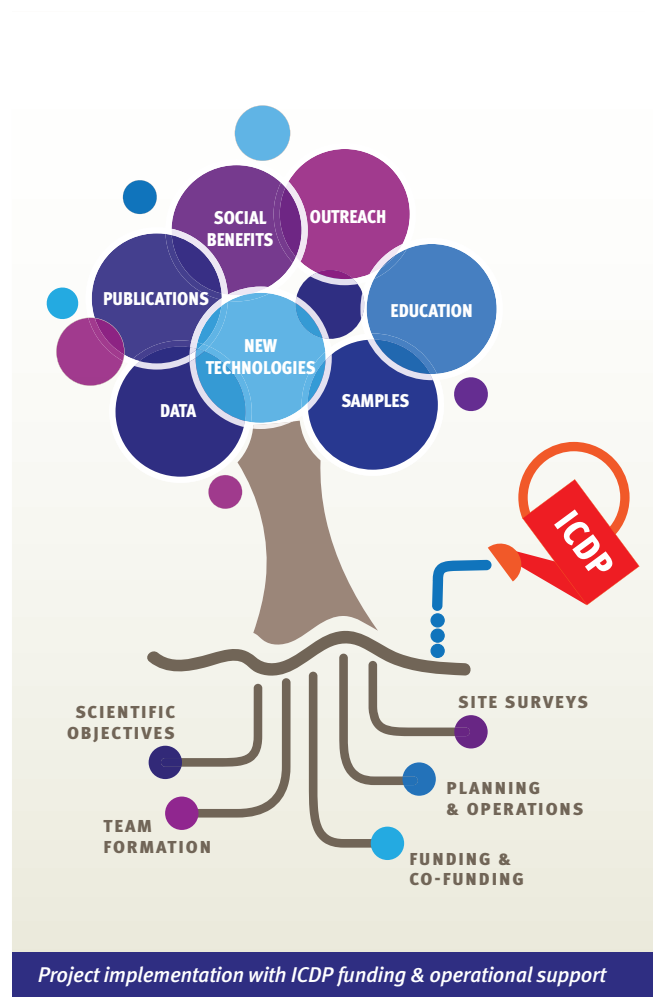 SOCIAL
BENEFITS
OUTREACH
PUBLICATIONS
EDUCATION
NEW
TECHNOLOGIES
DATA
SAMPLES
ICDP
SCIENTIFIC
OBJECTIVES
SITE SURVEYS
TEAM
FORMATION
PLANNING
& OPERATIONS
FUNDING &
CO-FUNDING
Project implementation with ICDP funding & operational support